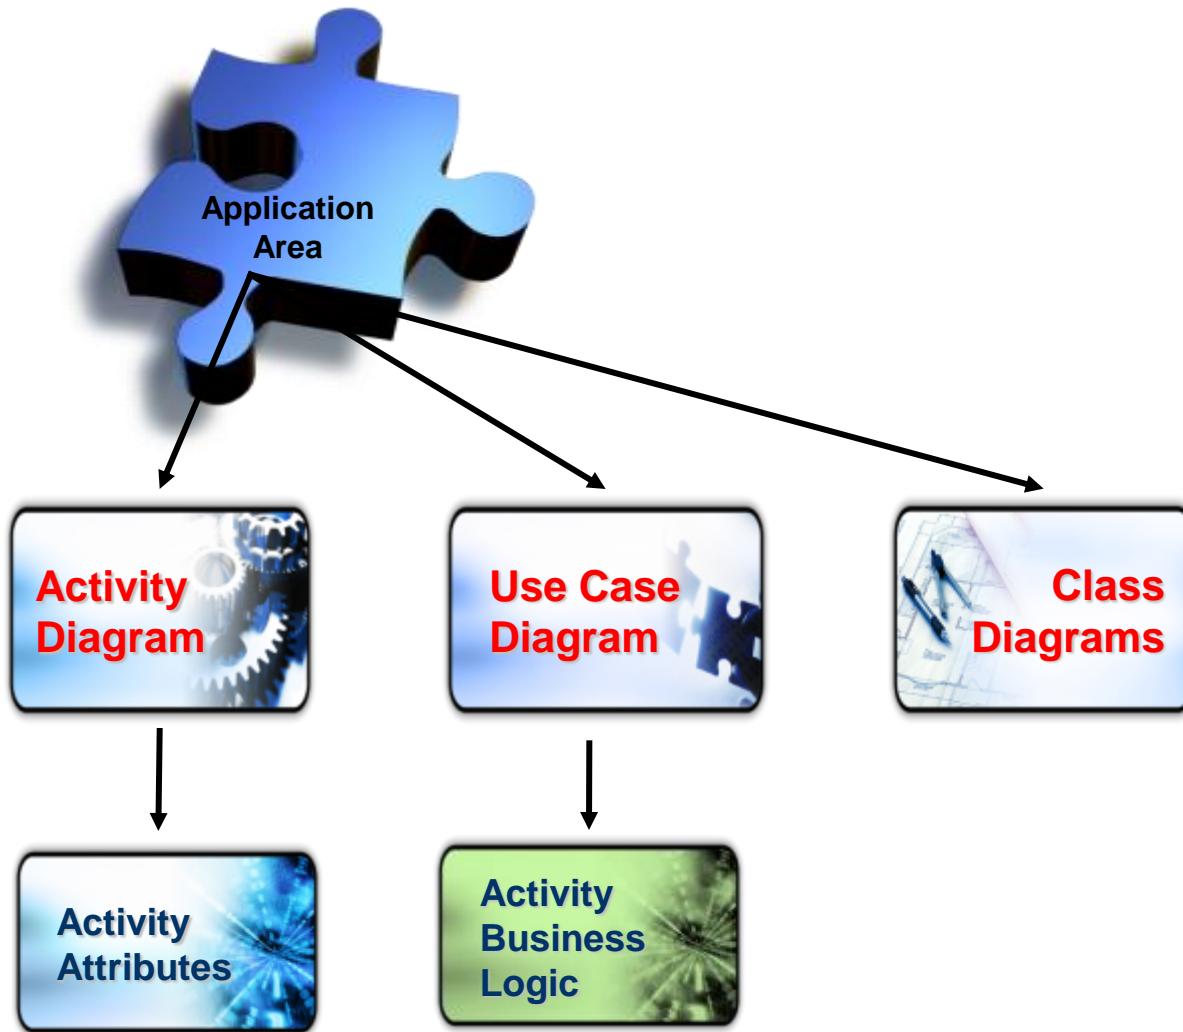 Application
Area
Activity
Diagram
Use Case
Diagram
Class
Diagrams
Activity
Attributes
Activity
Business
Logic